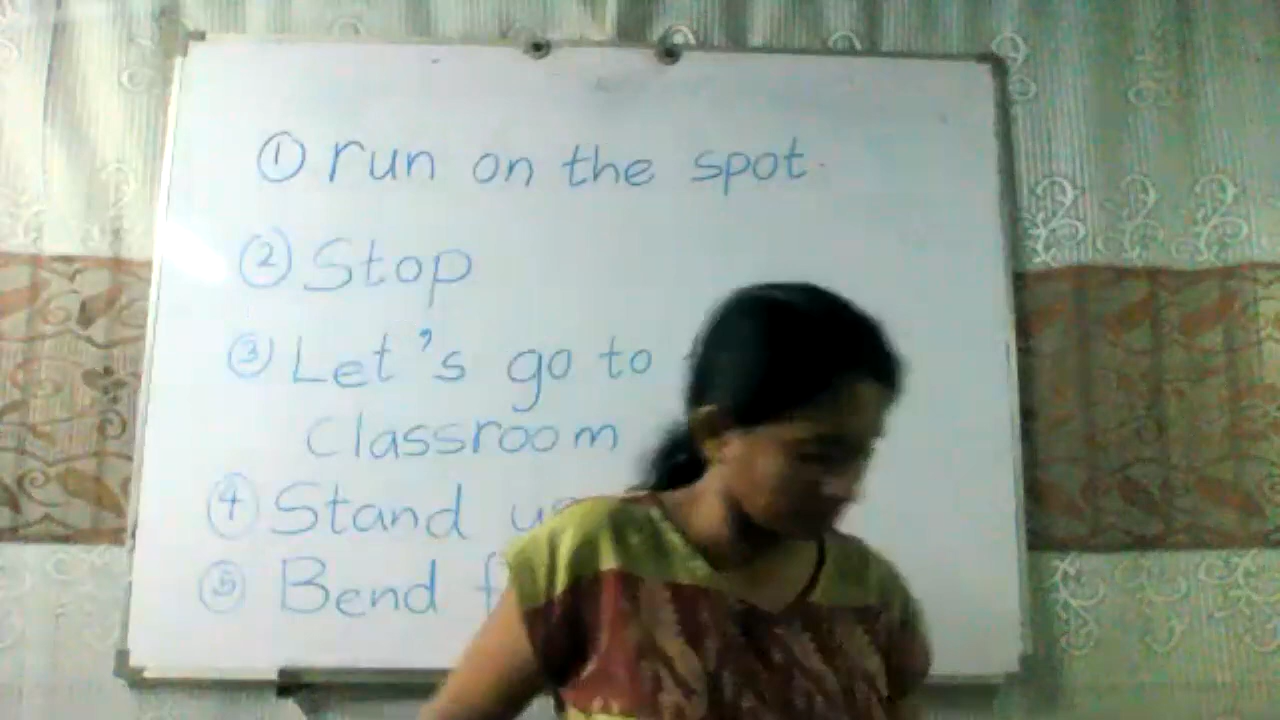 ① run on the spot.
② Stop
③ Let's go to
classroom
④ Stand
⑤ Bend